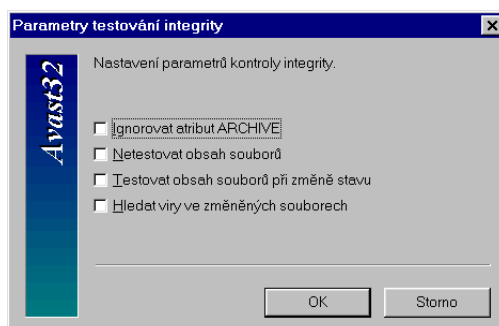 Parametry testování integrity
Avast32
Nastavení parametrů kontroly integrity.
Ignorovat atribut ARCHIVE
Netestovat obsah souborů
Testovat obsah souborů při změně stavu
Hledat viry ve změněných souborech
OK
Storno